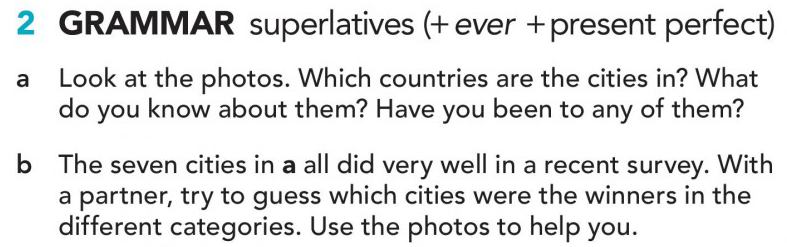 2 GRAMMAR superlatives (+ ever + present perfect)
a Look at the photos. Which countries are the cities in? What
do you know about them? Have you been to any of them?
b The seven cities in a all did very well in a recent survey. With
a partner, try to guess which cities were the winners in the
different categories. Use the photos to help you.